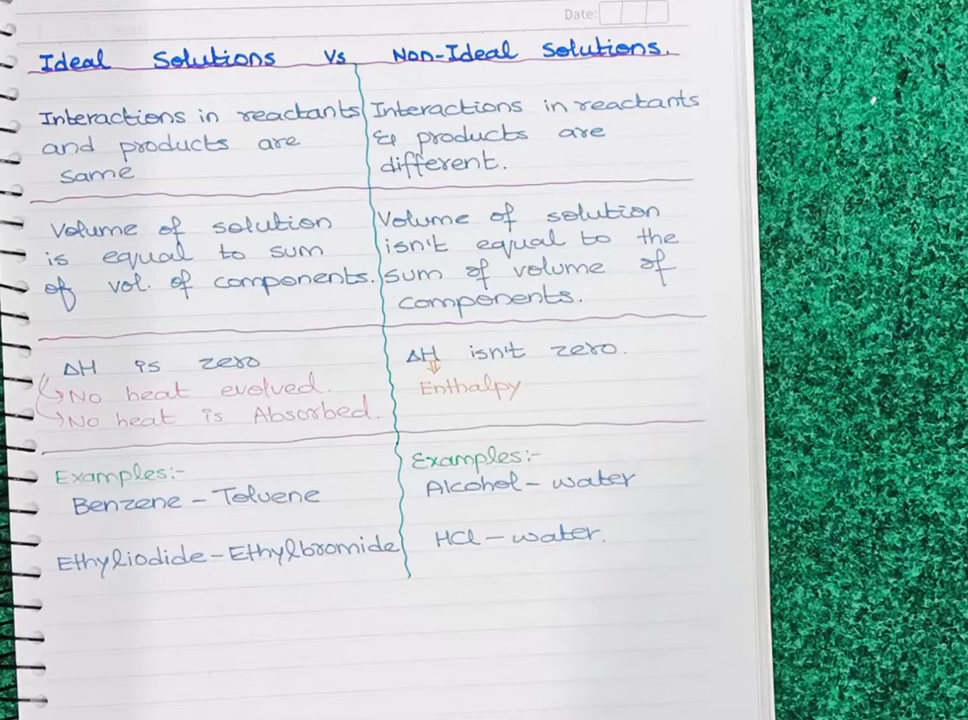 Date:
Ideal Solutions Vs Non-Ideal Solutions.
Interactions in reactants
and products are
same
Interactions in reactants
& products are
different.
Volume of solution
is equal to sum
of vol. of components.
Volume of solution
isn't equal to the
sum of volume of
components.
ΔH is zero
No heat evolved.
No heat is Absorbed.
ΔH isn't zero.
Enthalpy
Examples:-
Benzene - Toluene
Ethyliodide - Ethylbromide
Examples:-
Alcohol - water
HCl - water.